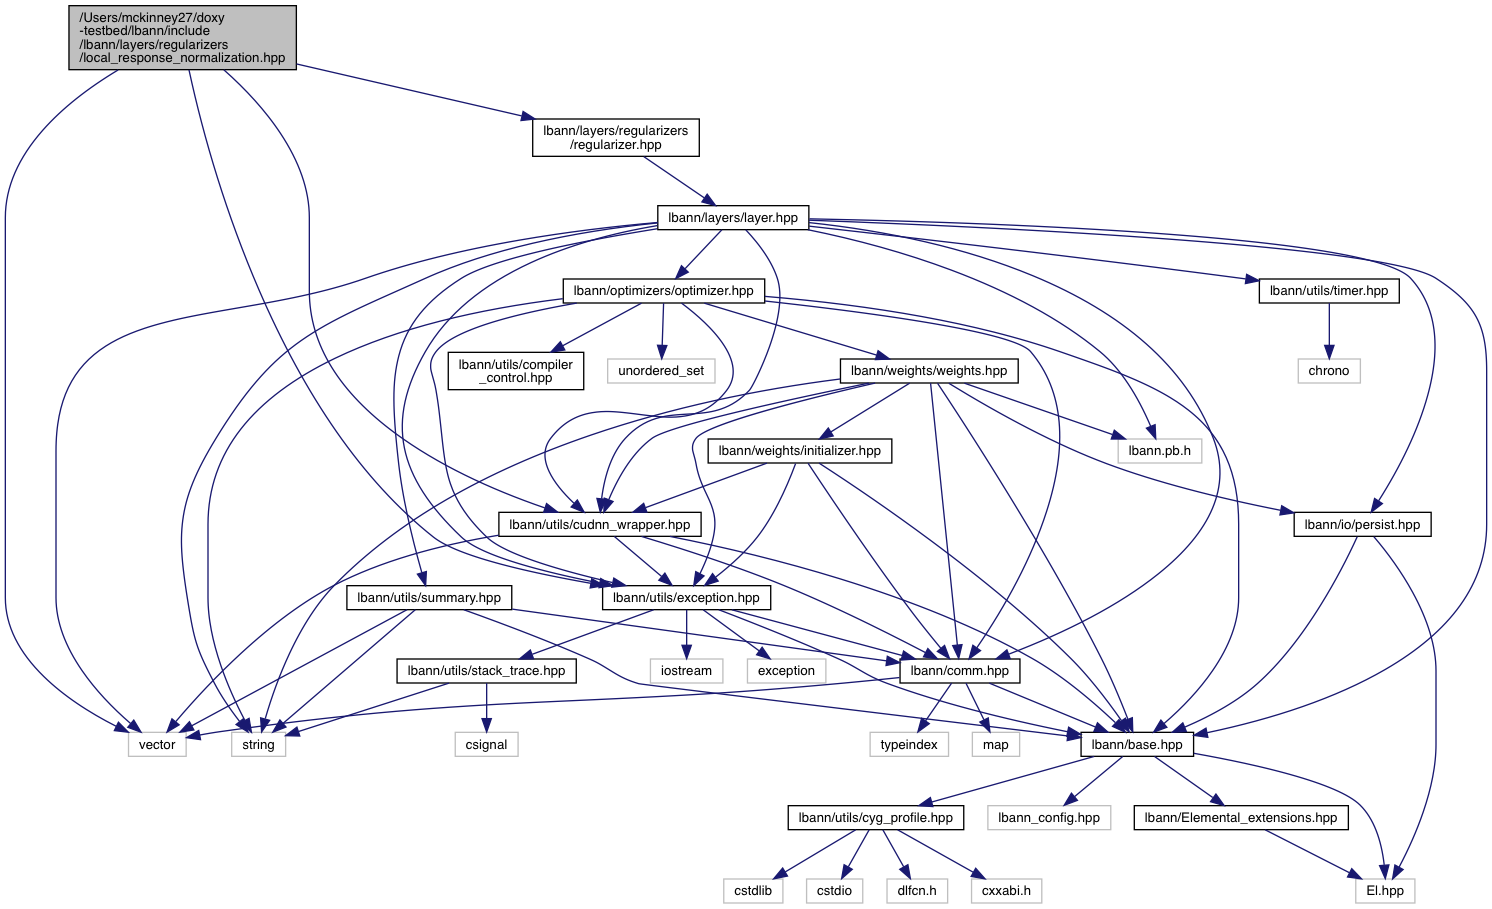 /Users/mckinney27/doxy
-testbed/lbann/include
/lbann/layers/regularizers
/local_response_normalization.hpp
lbann/layers/regularizers
/regularizer.hpp
lbann/layers/layer.hpp
lbann/optimizers/optimizer.hpp
lbann/utils/timer.hpp
lbann/utils/compiler
_control.hpp
unordered_set
lbann/weights/weights.hpp
chrono
lbann/weights/initializer.hpp
lbann.pb.h
lbann/utils/cudnn_wrapper.hpp
lbann/io/persist.hpp
lbann/utils/summary.hpp
lbann/utils/exception.hpp
lbann/utils/stack_trace.hpp
iostream
exception
lbann/comm.hpp
vector
string
csignal
typeindex
map
lbann/base.hpp
lbann/utils/cyg_profile.hpp
lbann_config.hpp
lbann/Elemental_extensions.hpp
cstdlib
cstdio
dlfcn.h
cxxabi.h
El.hpp